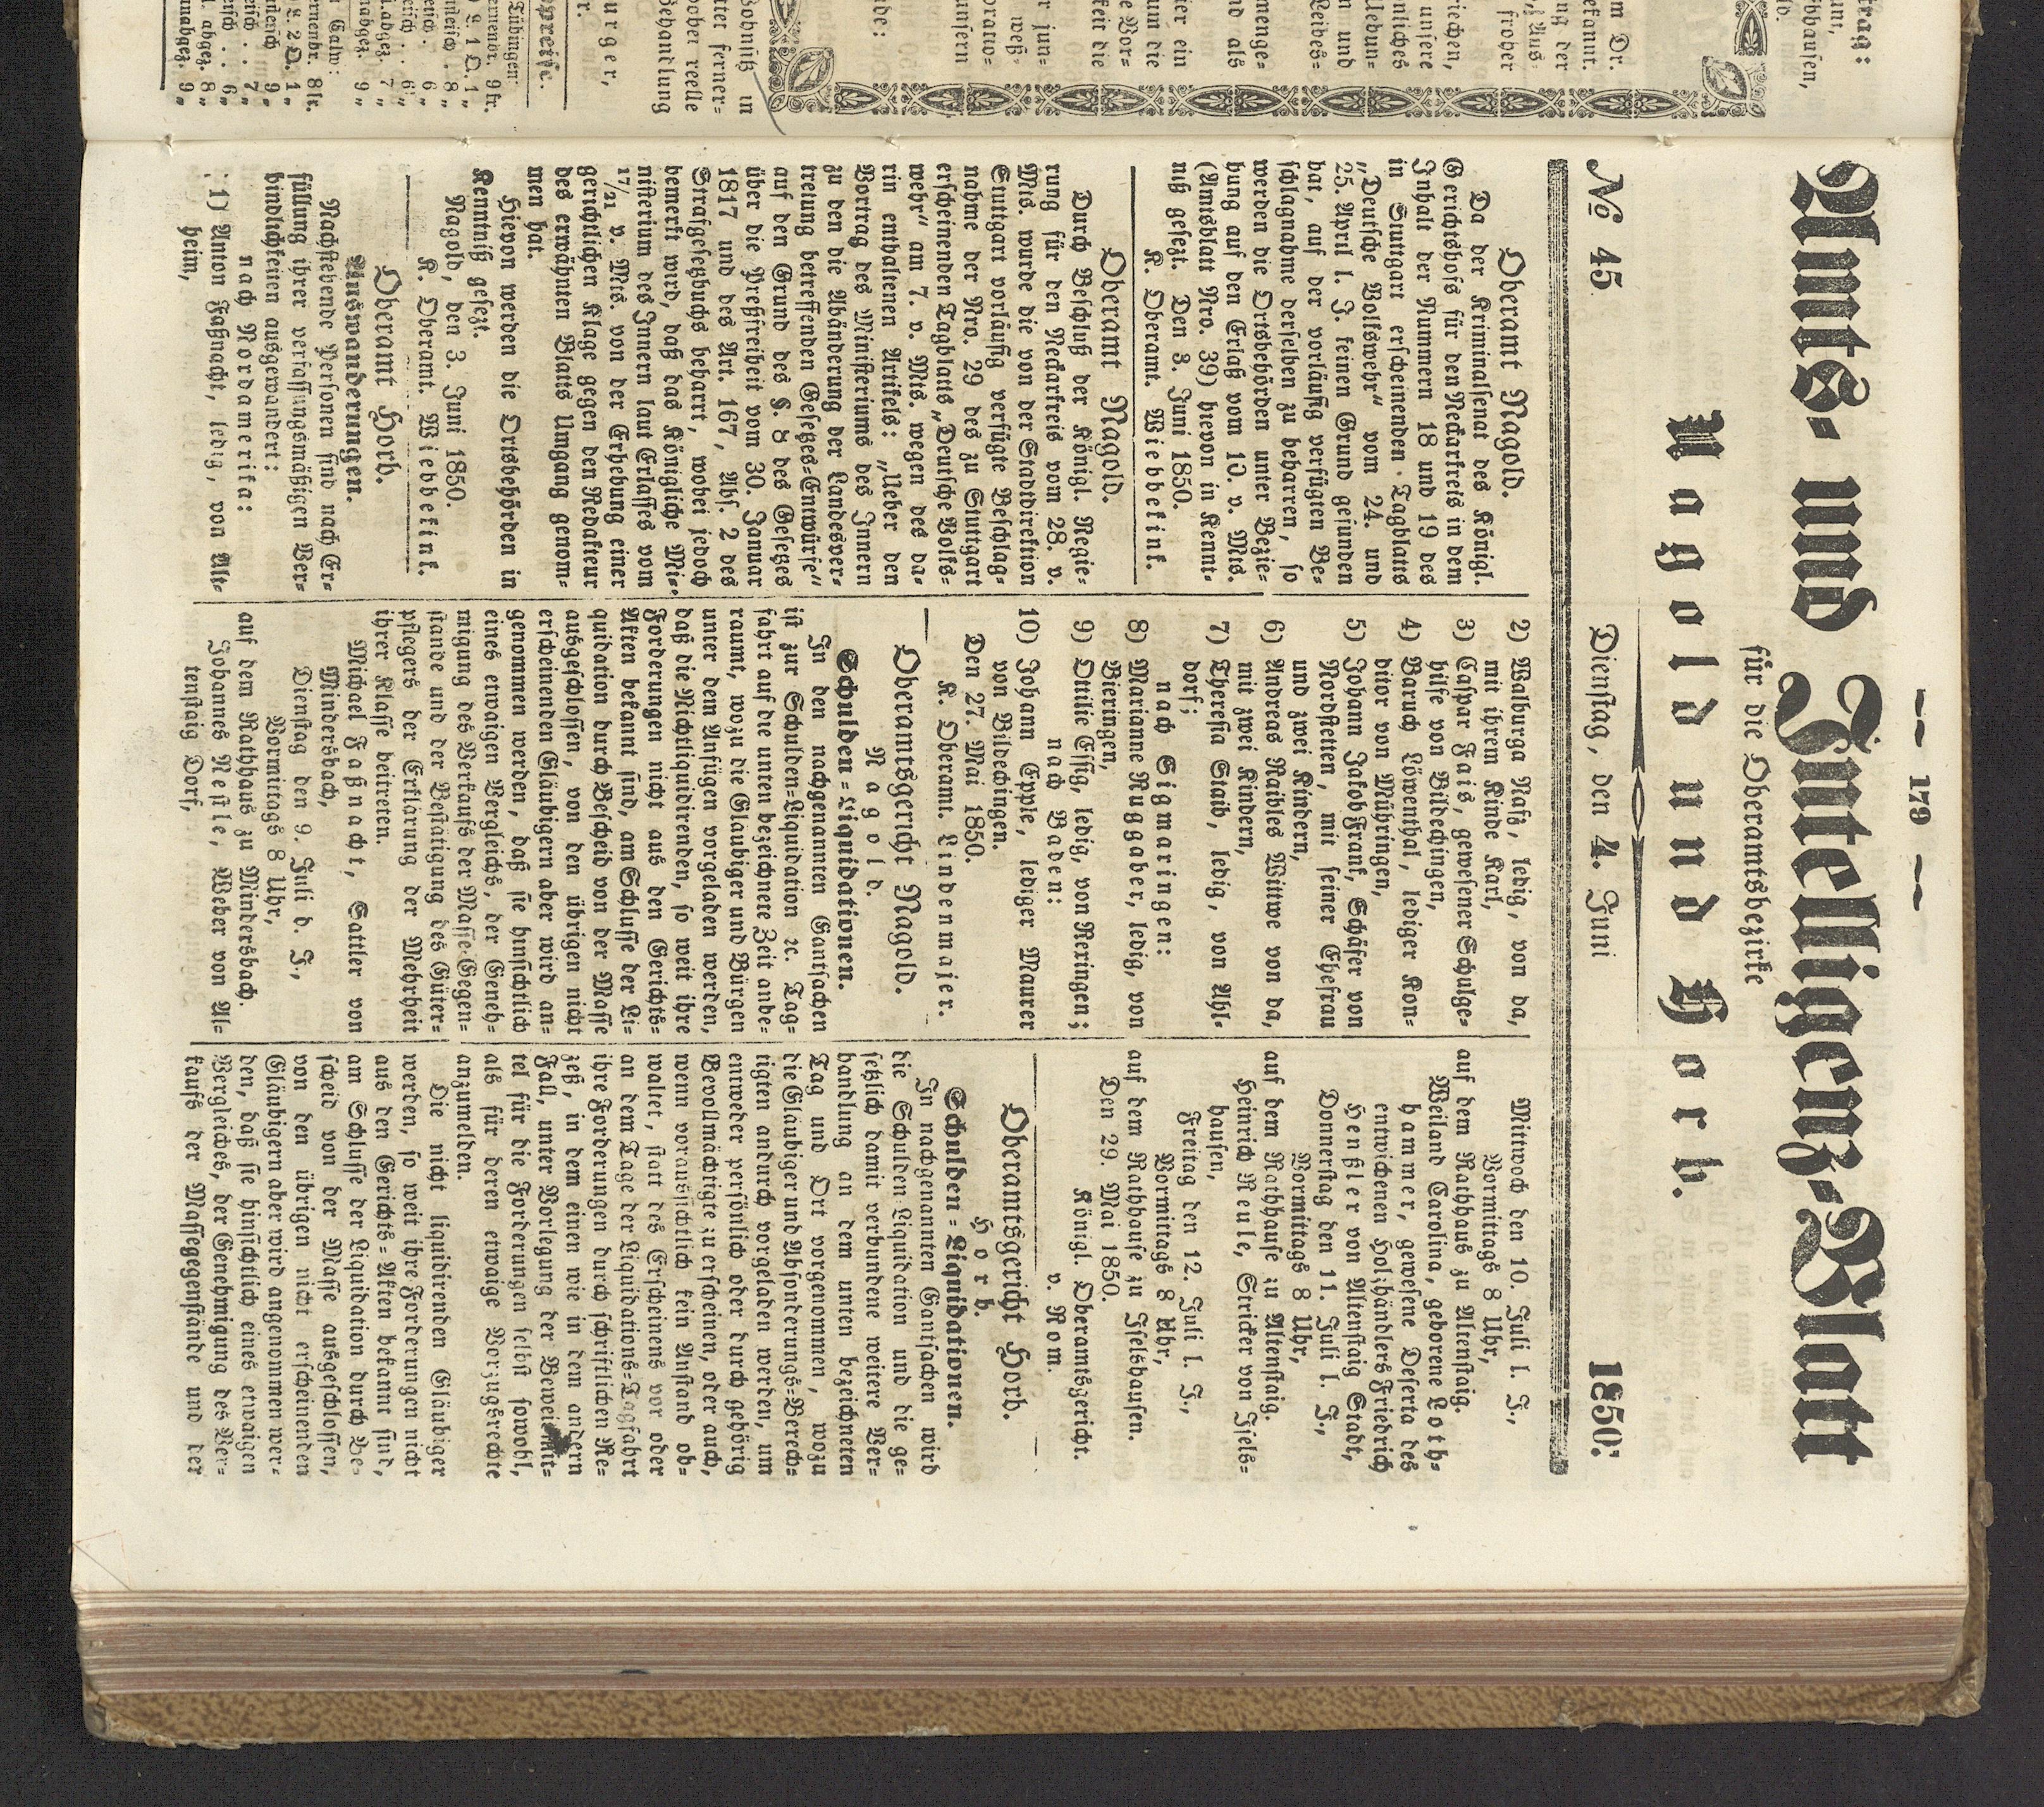 — 179 —
Amts- und Intelligenz-Blatt
für die Oberamtsbezirke
Nagold und Horb.
№ 45. Dienstag, den 4. Juni 1850.
Oberamt Nagold.
Da der Kriminalsenat des Königl.
Gerichtshofs für den Neckarkreis in dem
Inhalt der Nummern 18 und 19 des
in Stuttgart erscheinenden Tagblatts
„Deutsche Volkswehr“ vom 24. und
25. April l. J. keinen Grund gefunden
hat, auf der vorläufig verfügten Be-
schlagnahme derselben zu beharren, so
werden die Ortsbehörden unter Bezie-
hung auf den Erlaß vom 10. v. Mts.
(Amtsblatt Nro. 39) hievon in Kennt-
niß gesezt. Den 3. Juni 1850.
K. Oberamt. Wiebbekink.
Oberamt Nagold.
Durch Beschluß der Königl. Regie-
rung für den Neckarkreis vom 28. v.
Mts. wurde die von der Stadtdirektion
Stuttgart vorläufig verfügte Beschlag-
nahme der Nro. 29 des zu Stuttgart
erscheinenden Tagblatts „Deutsche Volks-
wehr“ am 7. v. Mts. wegen des da-
rin enthaltenen Artikels: „Ueber den
Vortrag des Ministeriums des Innern
zu den die Abänderung der Landesver-
tretung betreffenden Gesetzes-Entwürfe“
auf den Grund des §. 8 des Gesetzes
über die Preßfreiheit vom 30. Januar
1817 und des Art. 167, Abs. 2 des
Strafgesetzbuchs beharrt, wobei jedoch
bemerkt wird, daß das Königliche Mi-
nisterium des Innern laut Erlasses vom
17/21 v. Mts. von der Erhebung einer
gerichtlichen Klage gegen den Redakteur
des erwähnten Blatts Umgang genom-
men hat.
Hievon werden die Ortsbehörden in
Kenntniß gesezt.
Nagold, den 3. Juni 1850.
K. Oberamt. Wiebbekink.
Oberamt Horb.
Auswanderungen.
Nachstehende Personen sind nach Er-
füllung ihrer verfassungsmäßigen Ver-
bindlichkeiten ausgewandert:
nach Nordamerika:
1) Anton Faßnacht, ledig, von Alt-
heim,
2) Walburga Naß, ledig, von da,
mit ihrem Kinde Karl,
3) Caspar Fais, gewesener Schulge-
hilfe von Bildechingen,
4) Baruch Löwenthal, lediger Kon-
ditor von Mühringen,
5) Johann Jakob Frank, Schäfer von
Nordstetten, mit seiner Ehefrau
und zwei Kindern,
6) Andreas Raibles Wittwe von da,
mit zwei Kindern,
7) Theresia Staib, ledig, von Ahl-
dorf;
nach Sigmaringen:
8) Marianne Nuggaber, ledig, von
Bieringen,
9) Ottilie Essig, ledig, von Rexingen;
nach Baden:
10) Johann Epple, lediger Maurer
von Bildechingen.
Den 27. Mai 1850.
K. Oberamt. Lindenmajer.
Oberamtsgericht Nagold.
Nagold.
Schulden-Liquidationen.
In den nachgenannten Gantsachen
ist zur Schulden-Liquidation ꝛc. Tag-
fahrt auf die unten bezeichnete Zeit anbe-
raumt, wozu die Gläubiger und Bürgen
unter dem Anfügen vorgeladen werden,
daß die Nichtliquidirenden, so weit ihre
Forderungen nicht aus den Gerichts-
Akten bekannt sind, am Schlusse der Li-
quidation durch Bescheid von der Masse
ausgeschlossen, von den übrigen nicht
erscheinenden Gläubigern aber wird an-
genommen werden, daß sie hinsichtlich
eines etwaigen Vergleichs, der Geneh-
migung des Verkaufs der Masse-Gegen-
stände und der Bestätigung des Güter-
pflegers der Erklärung der Mehrheit
ihrer Klasse beitreten.
Michael Faßnacht, Sattler von
Mindersbach,
Dienstag den 9. Juli d. J.,
Vormittags 8 Uhr,
auf dem Rathhaus zu Mindersbach.
Johannes Nestle, Weber von Al-
tenstaig Dorf,
Mittwoch den 10. Juli l. J.,
Vormittags 8 Uhr,
auf dem Rathhaus zu Altenstaig.
Weiland Carolina, geborene Loth-
hammer, gewesene Deserta des
entwichenen Holzhändlers Friedrich
Henßler von Altenstaig Stadt,
Donnerstag den 11. Juli l. J.,
Vormittags 8 Uhr,
auf dem Rathhause zu Altenstaig.
Heinrich Keule, Stricker von Isels-
hausen,
Freitag den 12. Juli l. J.,
Vormittags 8 Uhr,
auf dem Rathhause zu Iselshausen.
Den 29. Mai 1850.
Königl. Oberamtsgericht.
v. Rom.
Oberamtsgericht Horb.
Horb.
Schulden-Liquidationen.
In nachgenannten Gantsachen wird
die Schulden-Liquidation und die ge-
setzlich damit verbundene weitere Ver-
handlung an dem unten bezeichneten
Tag und Ort vorgenommen, wozu
die Gläubiger und Absonderungs-Berech-
tigten andurch vorgeladen werden, um
entweder persönlich oder durch gehörig
Bevollmächtigte zu erscheinen, oder auch,
wenn voraussichtlich kein Anstand ob-
waltet, statt des Erscheinens vor oder
an dem Tage der Liquidations-Tagfahrt
ihre Forderungen durch schriftlichen Re-
zeß, in dem einen wie in dem andern
Fall, unter Vorlegung der Beweismit-
tel für die Forderungen selbst sowohl,
als für deren etwaige Vorzugsrechte
anzumelden.
Die nicht liquidirenden Gläubiger
werden, so weit ihre Forderungen nicht
aus den Gerichts-Akten bekannt sind,
am Schlusse der Liquidation durch Be-
scheid von der Masse ausgeschlossen,
von den übrigen nicht erscheinenden
Gläubigern aber wird angenommen wer-
den, daß sie hinsichtlich eines etwaigen
Vergleiches, der Genehmigung des Ver-
kaufs der Massegegenstände und der